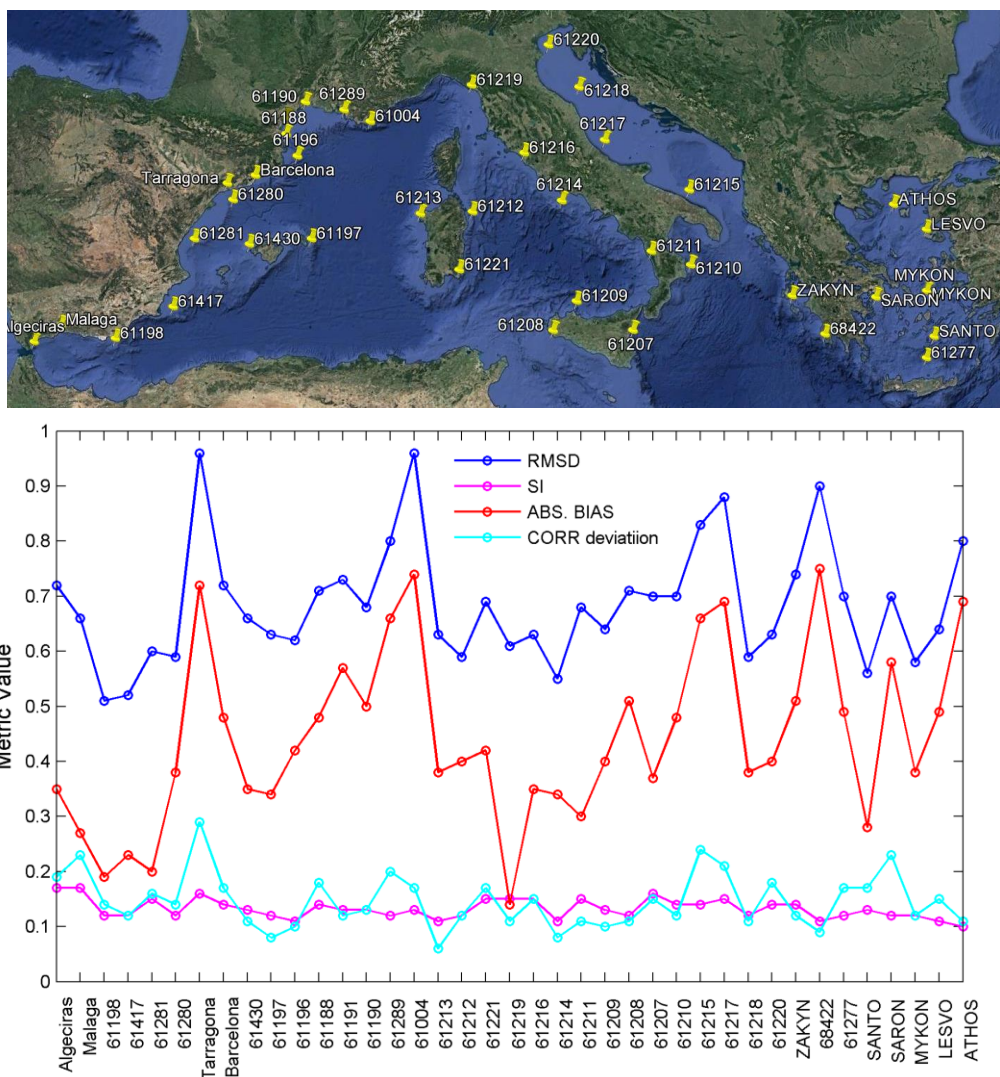 61220
61219
61218
61190
61289
61004
61188
61196
61217
61216
Barcelona
Tarragona
61280
61213
61214
61212
61215
ATHOS
LESVO
61281
61430
61197
61221
61211
61210
MYKON
MYKON
ZAKYN
SARON
61417
61209
Malaga
Algeciras
61198
61208
61207
68422
SANTO
61277
1
0.9
0.8
0.7
0.6
0.5
0.4
0.3
0.2
0.1
0
Metric Value
RMSD
SI
ABS. BIAS
CORR deviatiion
Algeciras
Malaga
61198
61417
61281
61280
Tarragona
Barcelona
61430
61197
61196
61188
61191
61190
61289
61004
61213
61212
61221
61219
61216
61214
61211
61209
61208
61207
61210
61215
61217
61218
61220
ZAKYN
68422
61277
SANTO
SARON
MYKON
LESVO
ATHOS